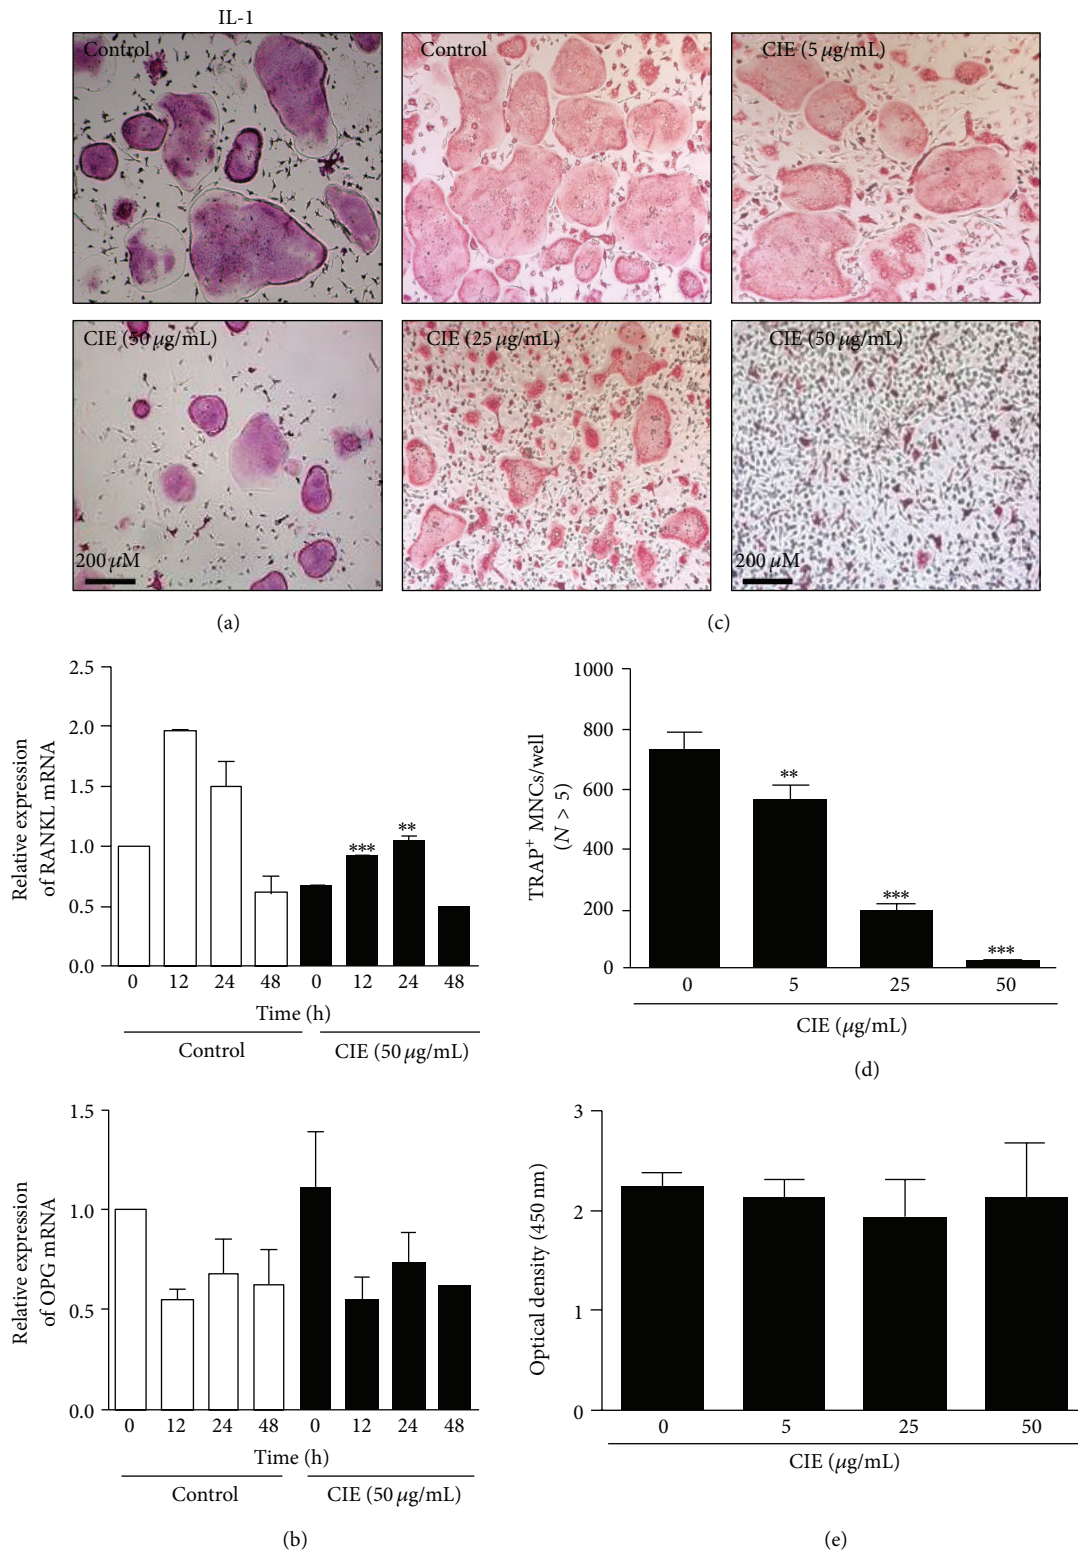 IL-1
Control
Control
CIE (5 µg/mL)
CIE (50 µg/mL)
CIE (25 µg/mL)
CIE (50 µg/mL)
200 µM
200 µM
(a)
(c)
2.5
2.0
1.5
1.0
0.5
0.0
Relative expression
of RANKL mRNA
***
**
0 12 24 48 0 12 24 48
Time (h)
Control
CIE (50 µg/mL)
1000
800
600
400
200
0
TRAP⁺ MNCs/well
(N > 5)
**
***
***
0 5 25 50
CIE (µg/mL)
(d)
1.5
1.0
0.5
0.0
Relative expression
of OPG mRNA
0 12 24 48 0 12 24 48
Time (h)
Control
CIE (50 µg/mL)
(b)
3
2
1
0
Optical density (450 nm)
0 5 25 50
CIE (µg/mL)
(e)